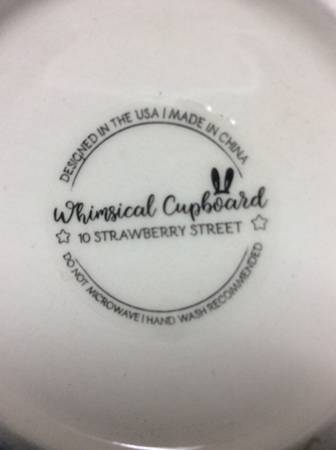 DESIGNED IN THE USA | MADE IN CHINA
Whimsical Cupboard
10 STRAWBERRY STREET
DO NOT MICROWAVE | HAND WASH RECOMMENDED